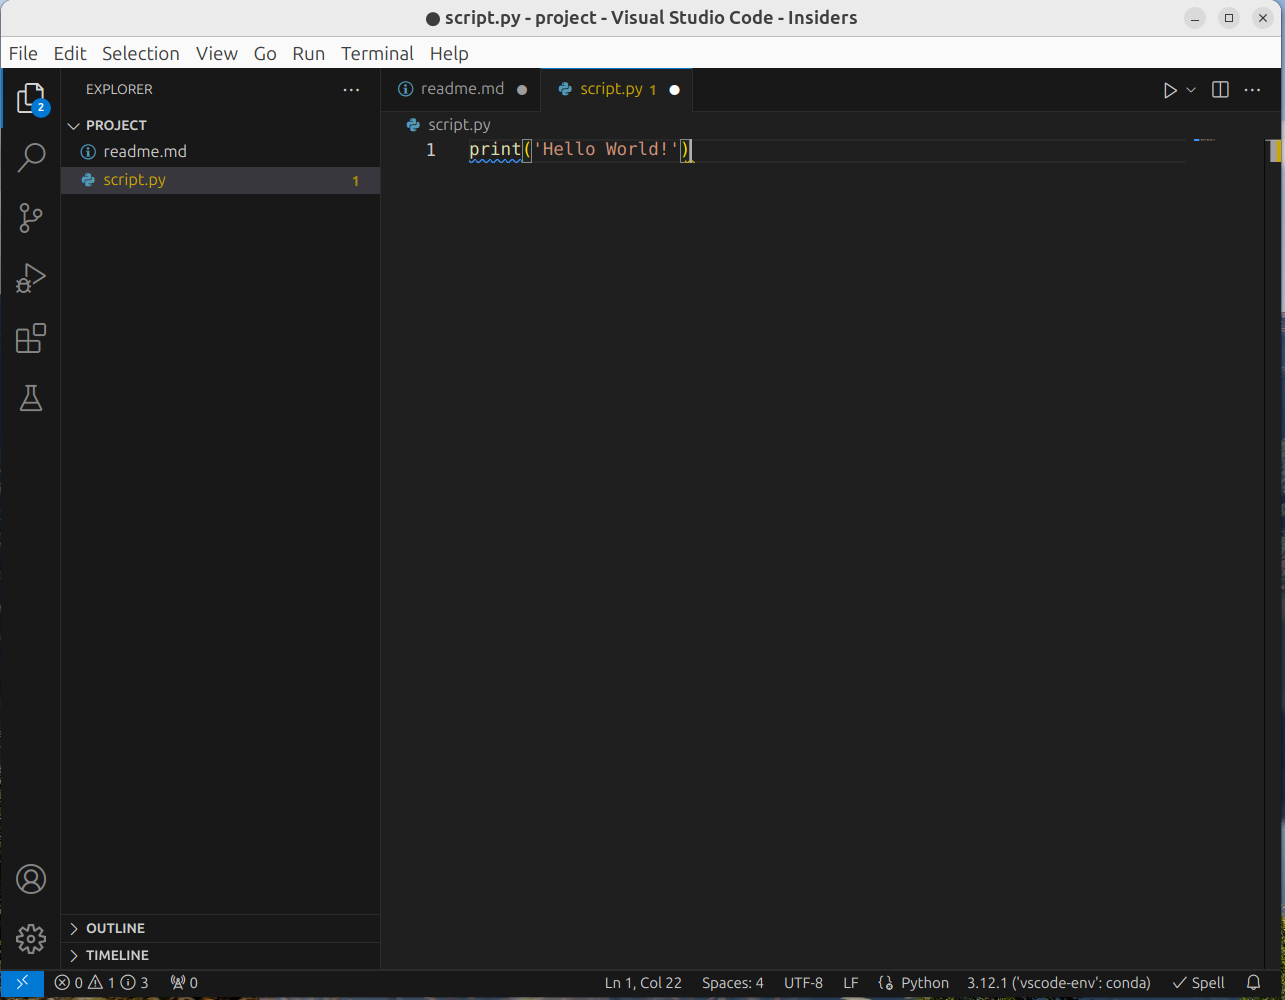 script.py - project - Visual Studio Code - Insiders
File Edit Selection View Go Run Terminal Help
2
EXPLORER
PROJECT
readme.md
script.py 1
OUTLINE
TIMELINE
readme.md
script.py 1
script.py
1 print('Hello World!')
0 1 3 0
Ln 1, Col 22 Spaces: 4 UTF-8 LF Python 3.12.1 ('vscode-env': conda) Spell